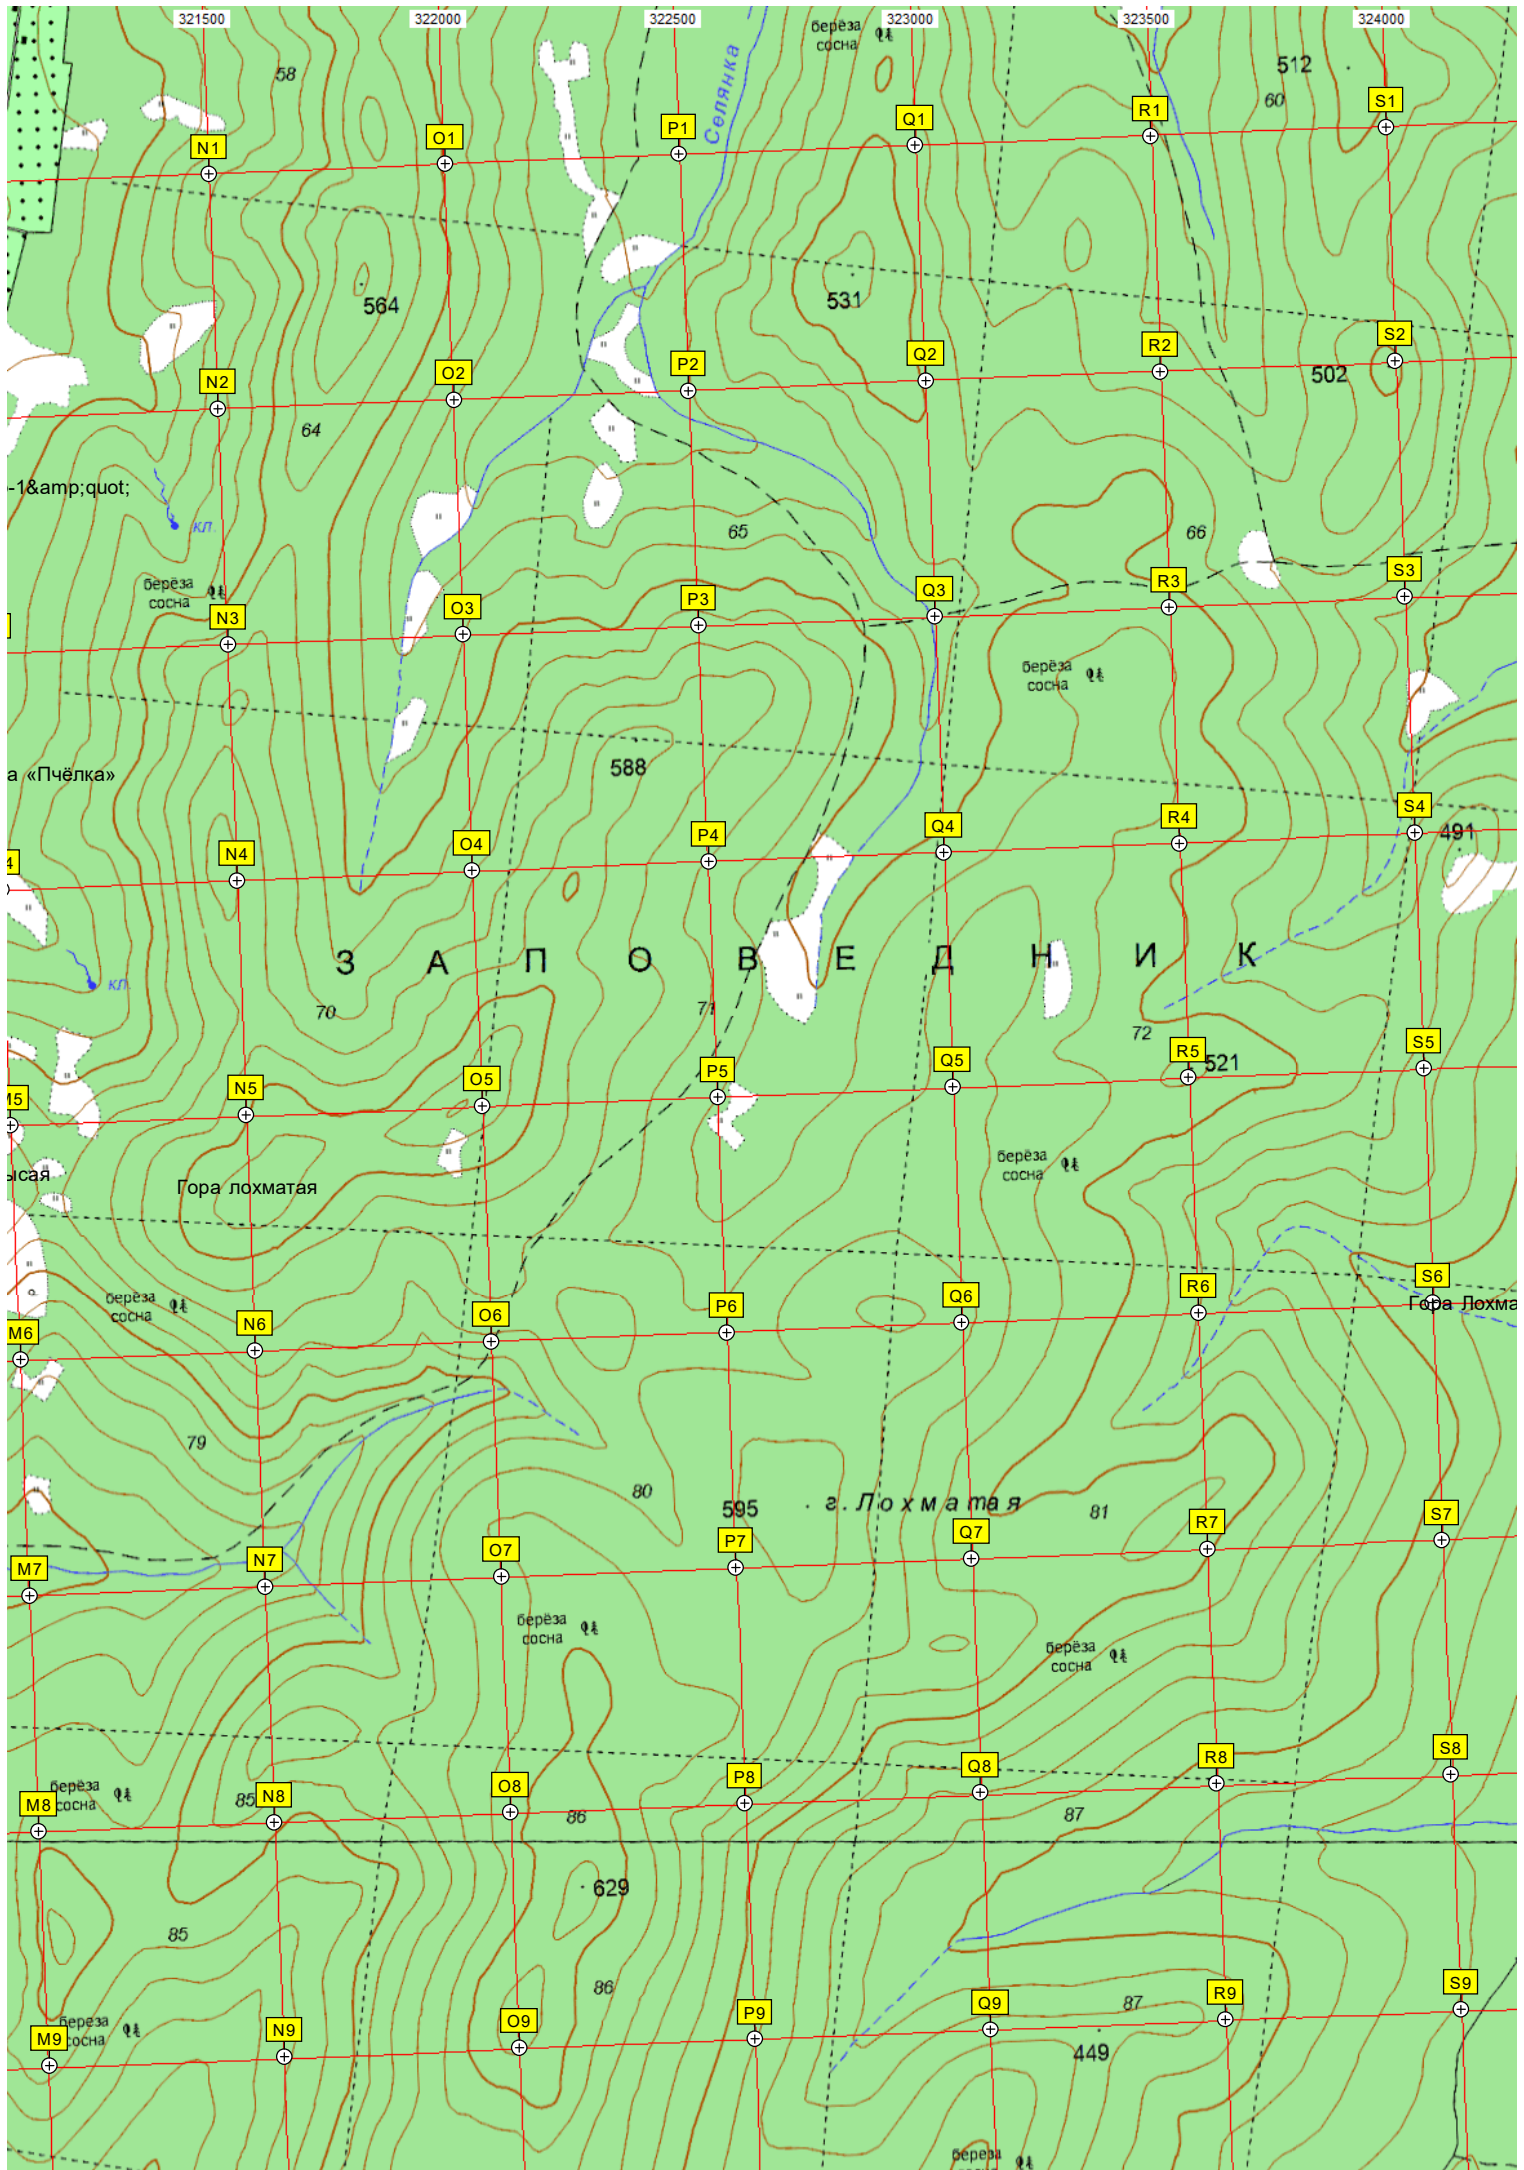 321500 322000 322500 323000 323500 324000
берёза
сосна
58
512
60
Селянка
N1 O1 P1 Q1 R1 S1
564
531
502
N2 O2 P2 Q2 R2 S2
64
-1&amp;quot;
кл.
65
66
берёза
сосна
N3 O3 P3 Q3 R3 S3
берёза
сосна
588
а «Пчёлка»
4 N4 O4 P4 Q4 R4 S4
491
ЗАПОВЕДНИК
кл.
70
71
72
521
M5 N5 O5 P5 Q5 R5 S5
берёза
сосна
ысая
Гора лохматая
берёза
сосна
M6 N6 O6 P6 Q6 R6 S6
Гора Лохма
79
80
595
г. Лохматая
81
M7 N7 O7 P7 Q7 R7 S7
берёза
сосна
берёза
сосна
берёза
сосна
85
M8 N8 O8 P8 Q8 R8 S8
86
87
629
85
86
87
берёза
сосна
M9 N9 O9 P9 Q9 R9 S9
449
берёза